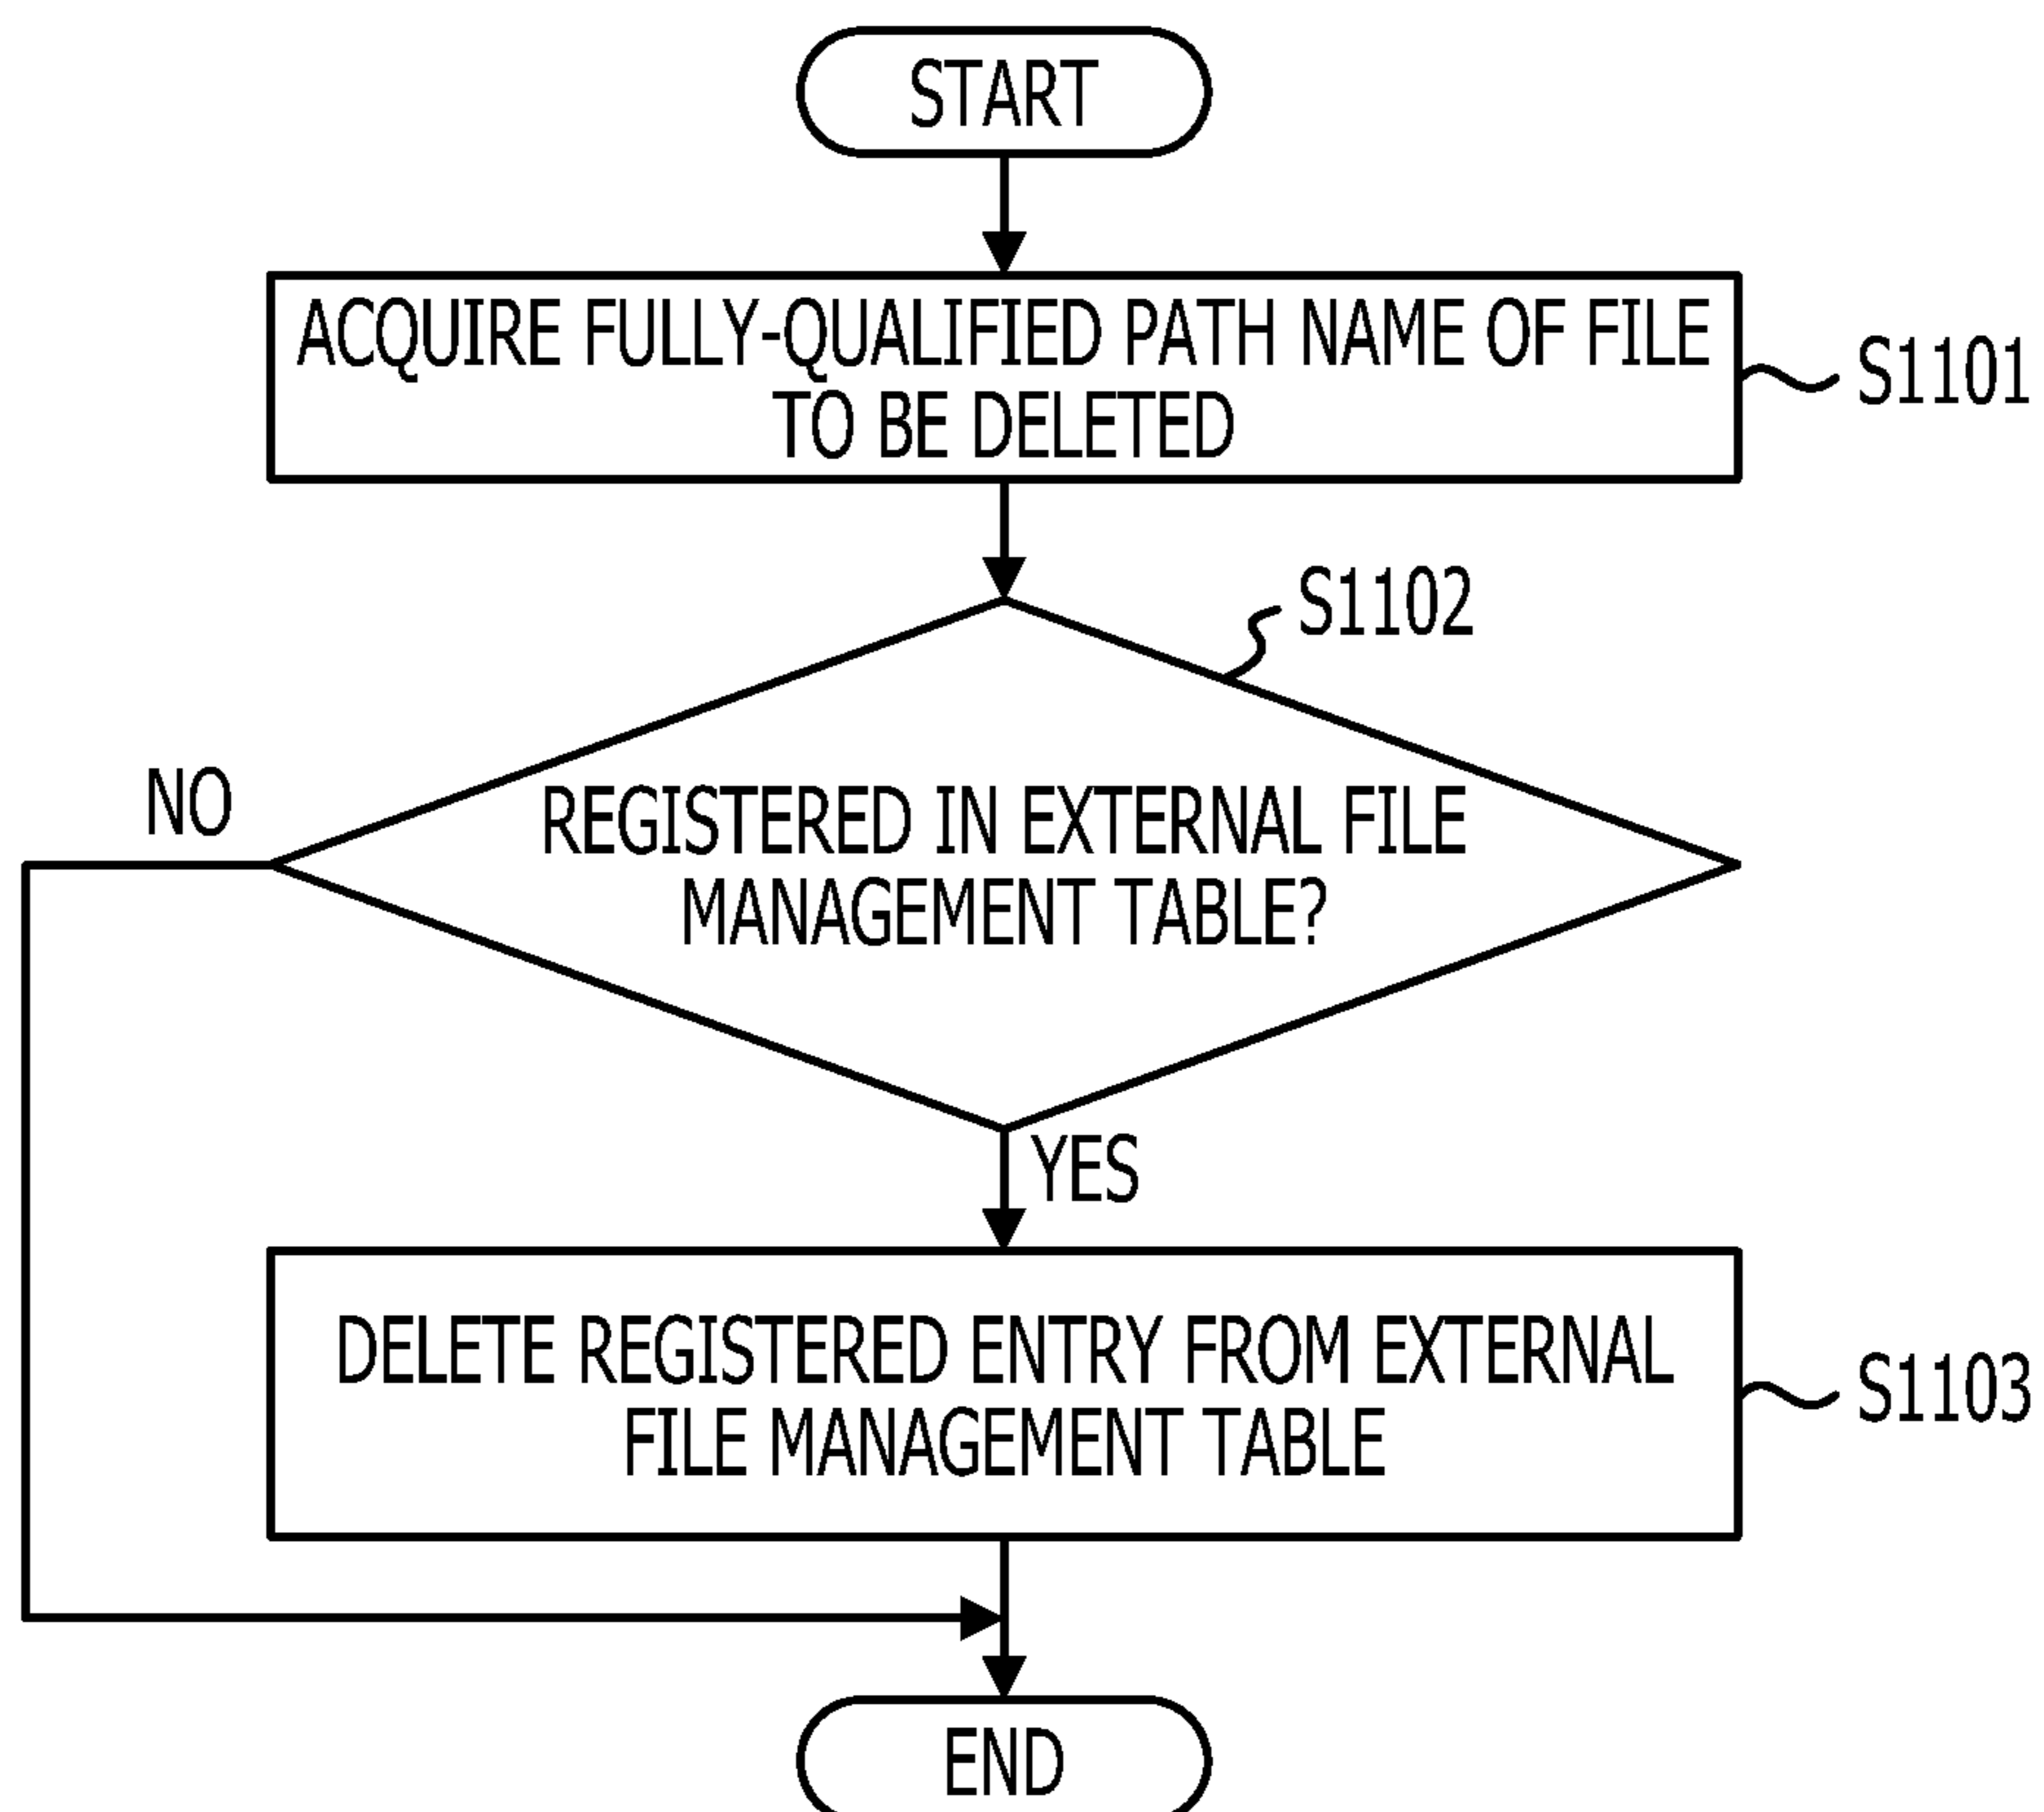 START
ACQUIRE FULLY-QUALIFIED PATH NAME OF FILE
TO BE DELETED
S1101
S1102
NO
REGISTERED IN EXTERNAL FILE
MANAGEMENT TABLE?
YES
DELETE REGISTERED ENTRY FROM EXTERNAL
FILE MANAGEMENT TABLE
S1103
END